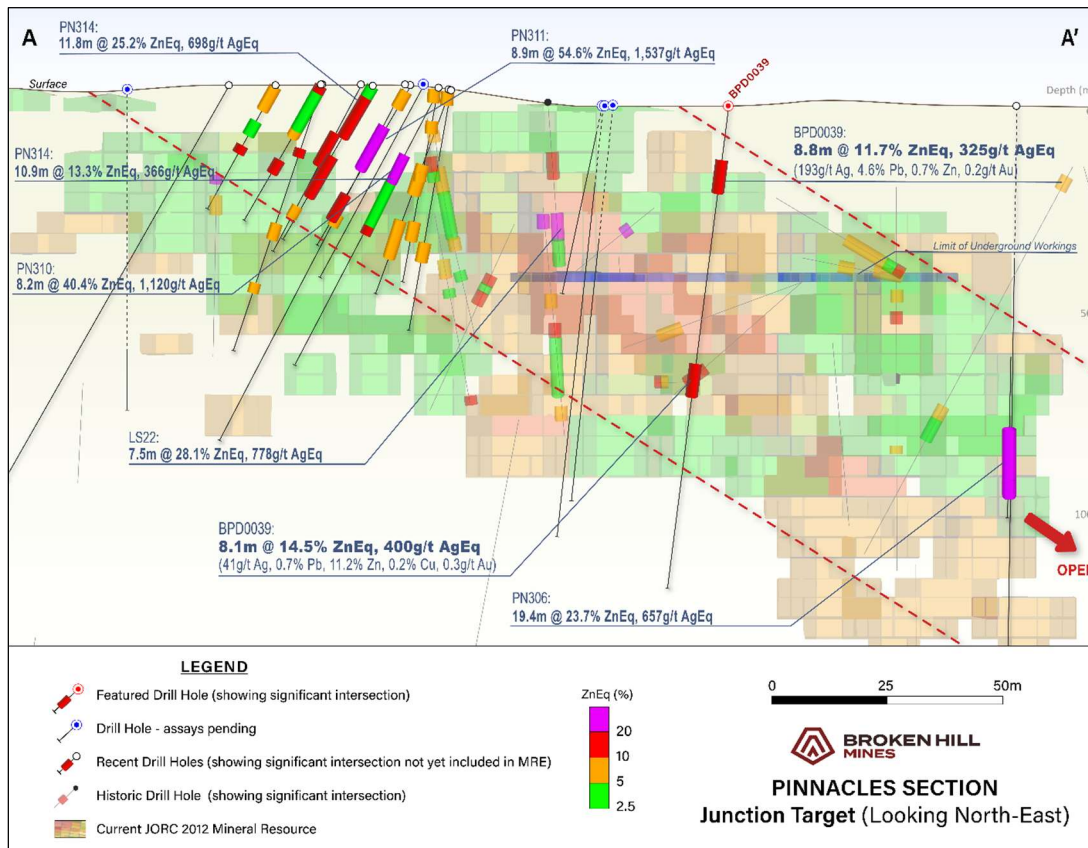 A
A'
PN314:
11.8m @ 25.2% ZnEq, 698g/t AgEq
PN311:
8.9m @ 54.6% ZnEq, 1,537g/t AgEq
Surface
BPD0039
Depth (m
BPD0039:
8.8m @ 11.7% ZnEq, 325g/t AgEq
(193g/t Ag, 4.6% Pb, 0.7% Zn, 0.2g/t Au)
PN314:
10.9m @ 13.3% ZnEq, 366g/t AgEq
Limit of Underground Workings
PN310:
8.2m @ 40.4% ZnEq, 1,120g/t AgEq
50
LS22:
7.5m @ 28.1% ZnEq, 778g/t AgEq
BPD0039:
8.1m @ 14.5% ZnEq, 400g/t AgEq
(41g/t Ag, 0.7% Pb, 11.2% Zn, 0.2% Cu, 0.3g/t Au)
100
OPEN
PN306:
19.4m @ 23.7% ZnEq, 657g/t AgEq
LEGEND
Featured Drill Hole (showing significant intersection)
Drill Hole - assays pending
Recent Drill Holes (showing significant intersection not yet included in MRE)
Historic Drill Hole (showing significant intersection)
Current JORC 2012 Mineral Resource
ZnEq (%)
20
10
5
2.5
0 25 50m
BROKEN HILL
MINES
PINNACLES SECTION
Junction Target (Looking North-East)